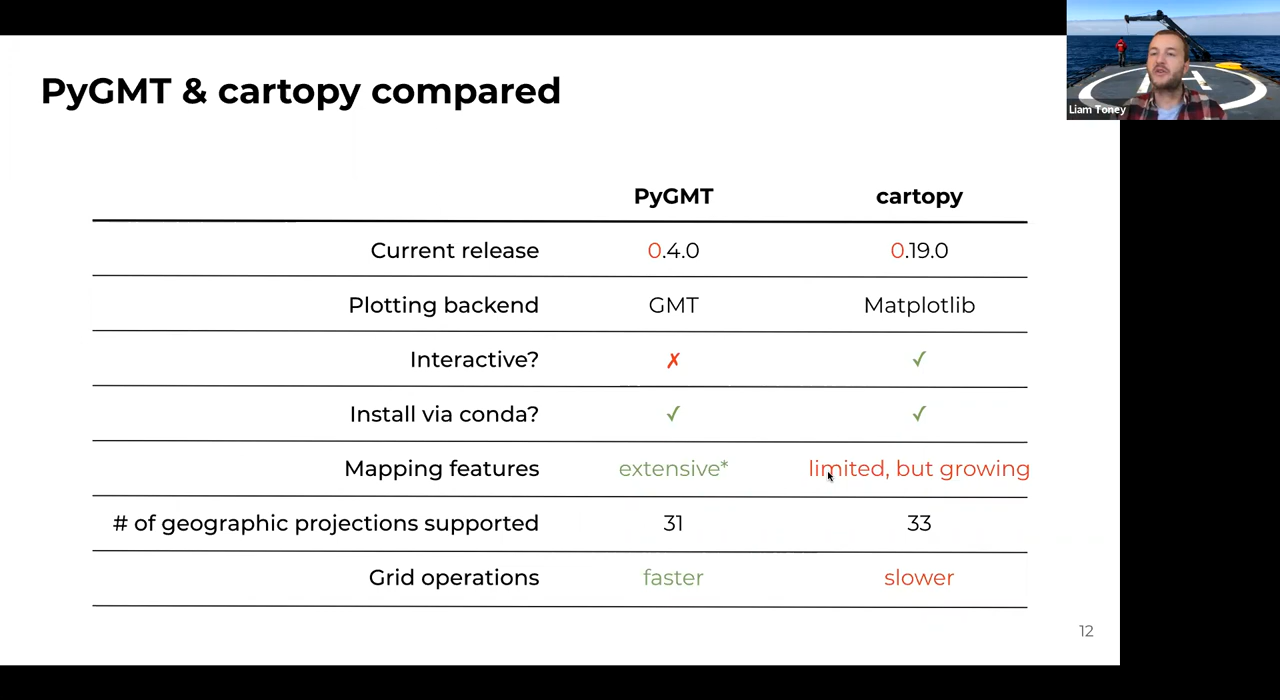 PyGMT & cartopy compared
Liam Toney
PyGMT cartopy
Current release 0.4.0 0.19.0
Plotting backend GMT Matplotlib
Interactive? ✗ ✓
Install via conda? ✓ ✓
Mapping features extensive* limited, but growing
# of geographic projections supported 31 33
Grid operations faster slower
12